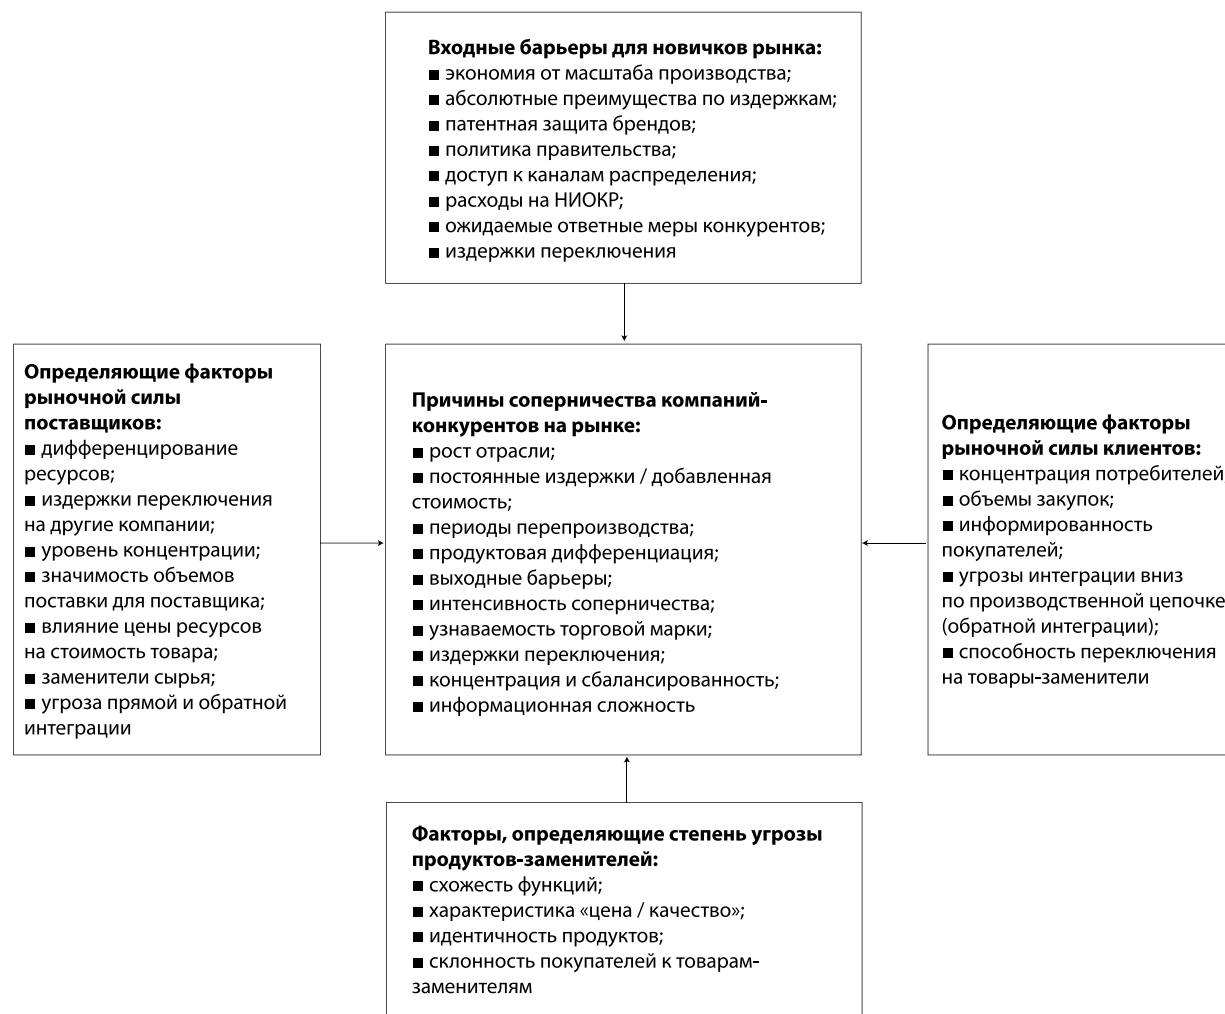 Входные барьеры для новичков рынка:
■ экономия от масштаба производства;
■ абсолютные преимущества по издержкам;
■ патентная защита брендов;
■ политика правительства;
■ доступ к каналам распределения;
■ расходы на НИОКР;
■ ожидаемые ответные меры конкурентов;
■ издержки переключения
Определяющие факторы
рыночной силы
поставщиков:
■ дифференцирование
ресурсов;
■ издержки переключения
на другие компании;
■ уровень концентрации;
■ значимость объемов
поставки для поставщика;
■ влияние цены ресурсов
на стоимость товара;
■ заменители сырья;
■ угроза прямой и обратной
интеграции
Причины соперничества компаний-
конкурентов на рынке:
■ рост отрасли;
■ постоянные издержки / добавленная
стоимость;
■ периоды перепроизводства;
■ продуктовая дифференциация;
■ выходные барьеры;
■ интенсивность соперничества;
■ узнаваемость торговой марки;
■ издержки переключения;
■ концентрация и сбалансированность;
■ информационная сложность
Определяющие факторы
рыночной силы клиентов:
■ концентрация потребителей;
■ объемы закупок;
■ информированность
покупателей;
■ угрозы интеграции вниз
по производственной цепочке
(обратной интеграции);
■ способность переключения
на товары-заменители
Факторы, определяющие степень угрозы
продуктов-заменителей:
■ схожесть функций;
■ характеристика «цена / качество»;
■ идентичность продуктов;
■ склонность покупателей к товарам-
заменителям